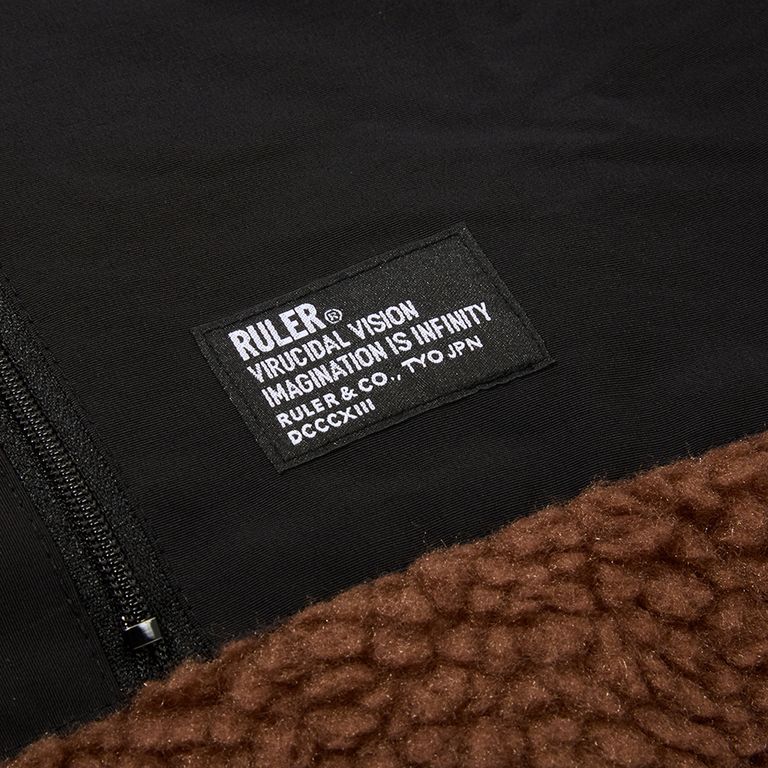 RULER®
VIRUCIDAL VISION
IMAGINATION IS INFINITY
RULER & CO., TYO JPN
DCCCXIII